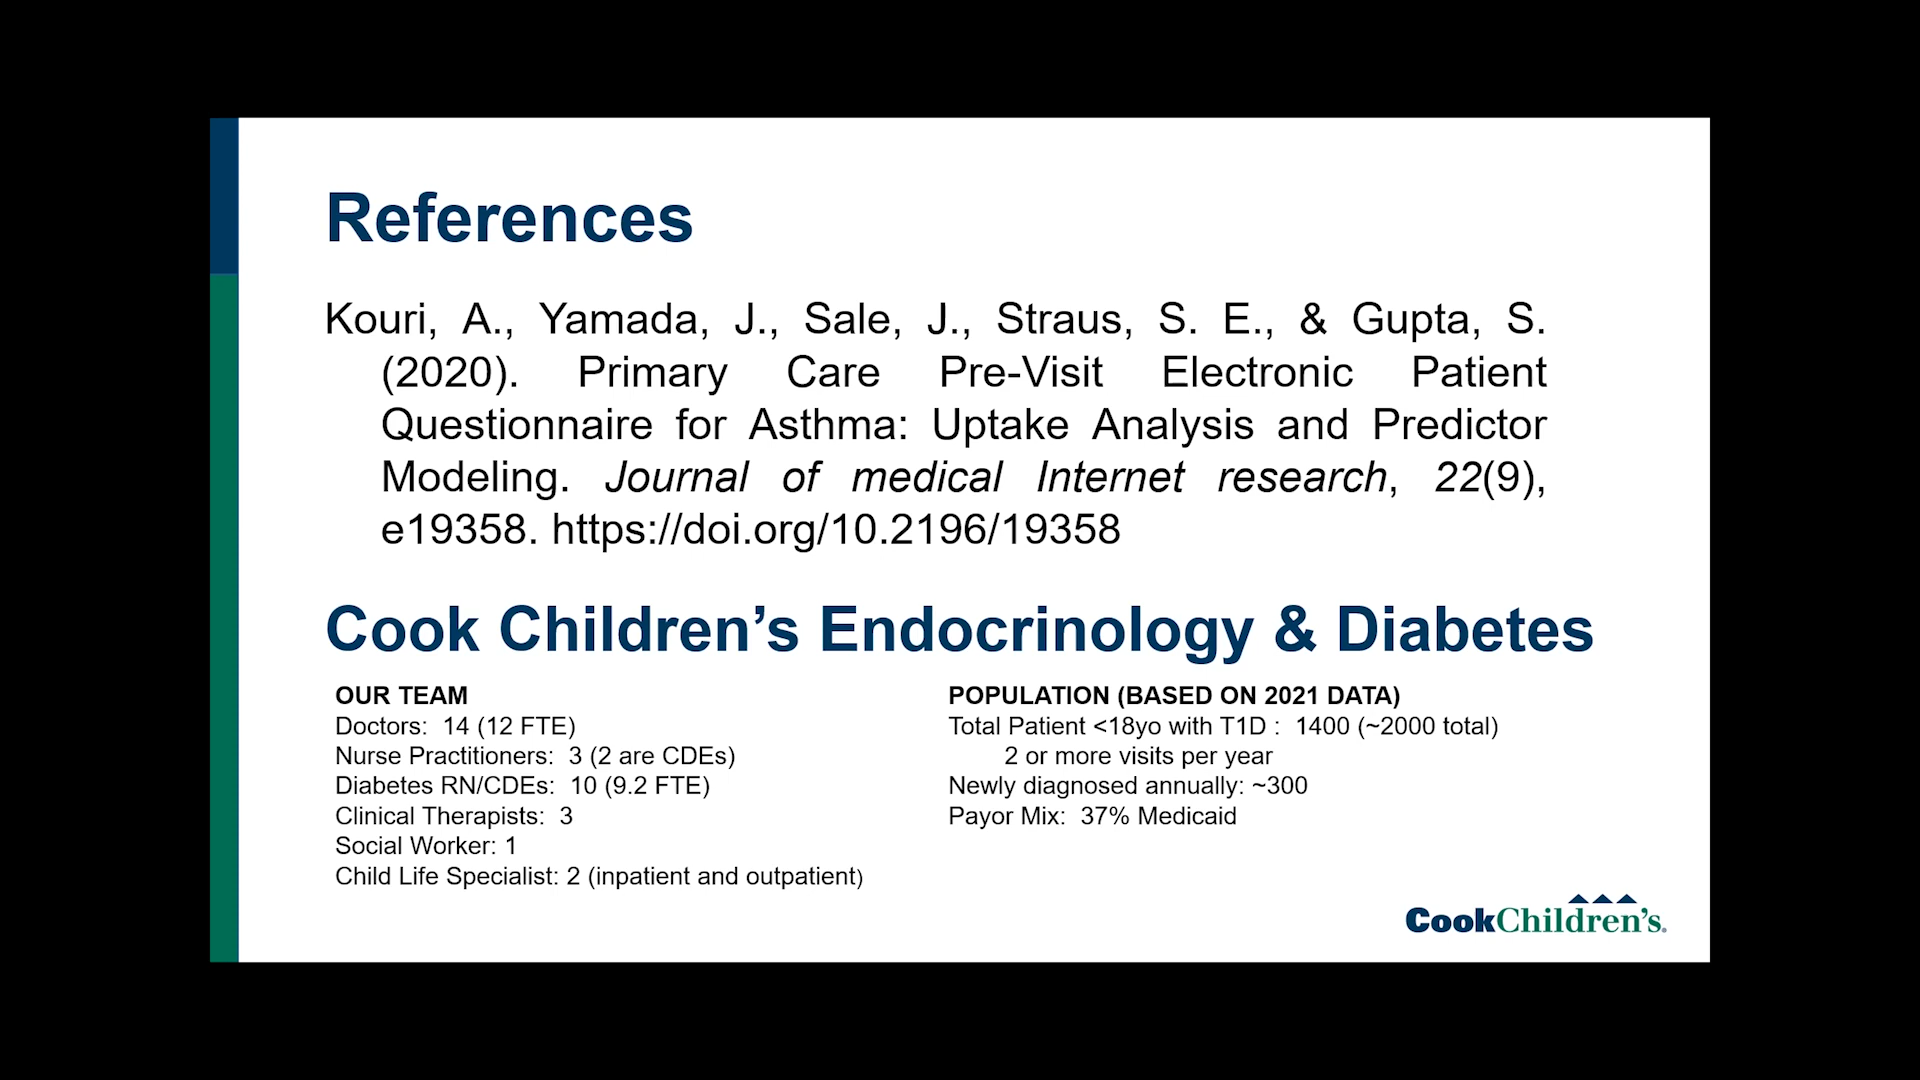 References
Kouri, A., Yamada, J., Sale, J., Straus, S. E., & Gupta, S.
(2020). Primary Care Pre-Visit Electronic Patient
Questionnaire for Asthma: Uptake Analysis and Predictor
Modeling. Journal of medical Internet research, 22(9),
e19358. https://doi.org/10.2196/19358
Cook Children’s Endocrinology & Diabetes
OUR TEAM
Doctors: 14 (12 FTE)
Nurse Practitioners: 3 (2 are CDEs)
Diabetes RN/CDEs: 10 (9.2 FTE)
Clinical Therapists: 3
Social Worker: 1
Child Life Specialist: 2 (inpatient and outpatient)
POPULATION (BASED ON 2021 DATA)
Total Patient <18yo with T1D : 1400 (~2000 total)
2 or more visits per year
Newly diagnosed annually: ~300
Payor Mix: 37% Medicaid
CookChildren’s.